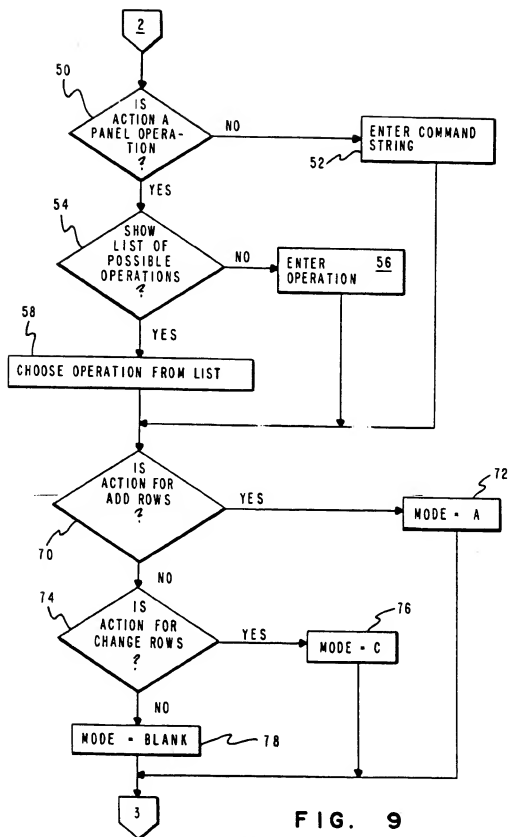 2
50
IS
ACTION A
PANEL OPERA-
TION
?
NO
ENTER COMMAND
STRING
52
YES
54
SHOW
LIST OF
POSSIBLE
OPERATIONS
?
NO
ENTER 56
OPERATION
YES
58
CHOOSE OPERATION FROM LIST
IS
ACTION FOR
ADD ROWS
?
YES
72
MODE = A
70
NO
74
IS
ACTION FOR
CHANGE ROWS
?
YES
76
MODE = C
NO
MODE = BLANK
78
3
FIG. 9